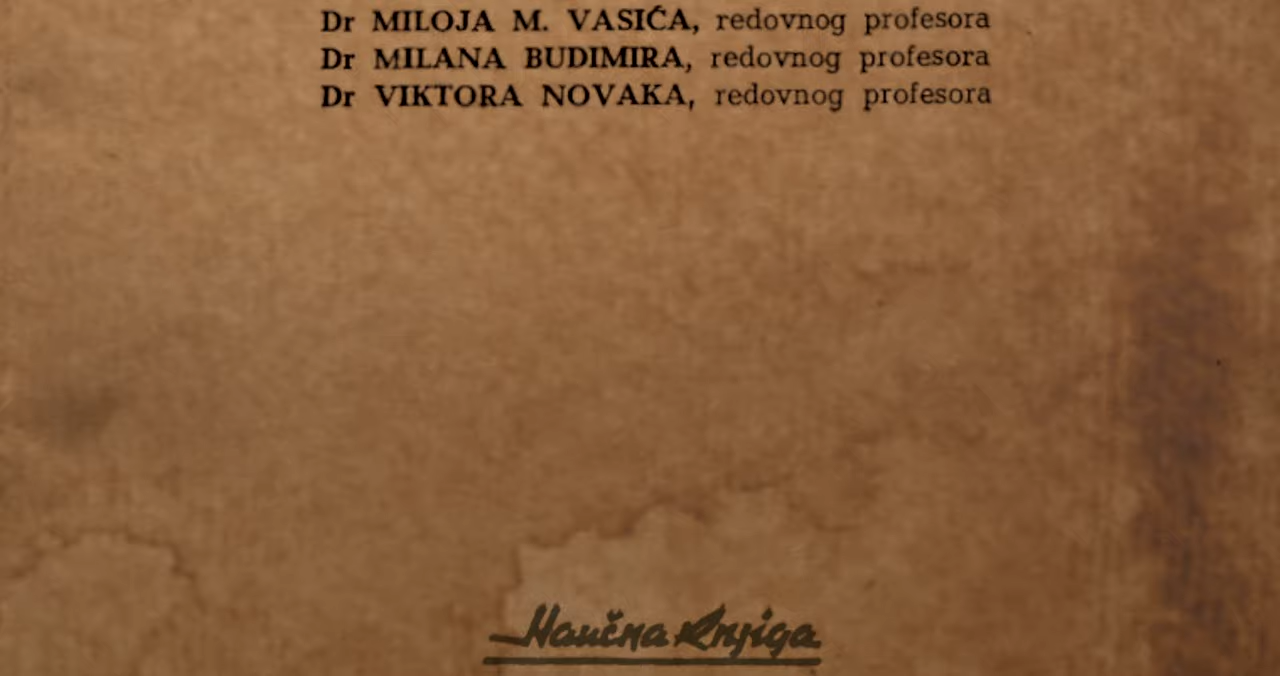 Dr MILOJA M. VASIĆA, redovnog profesora
Dr MILANA BUDIMIRA, redovnog profesora
Dr VIKTORA NOVAKA, redovnog profesora
Naučna Knjiga